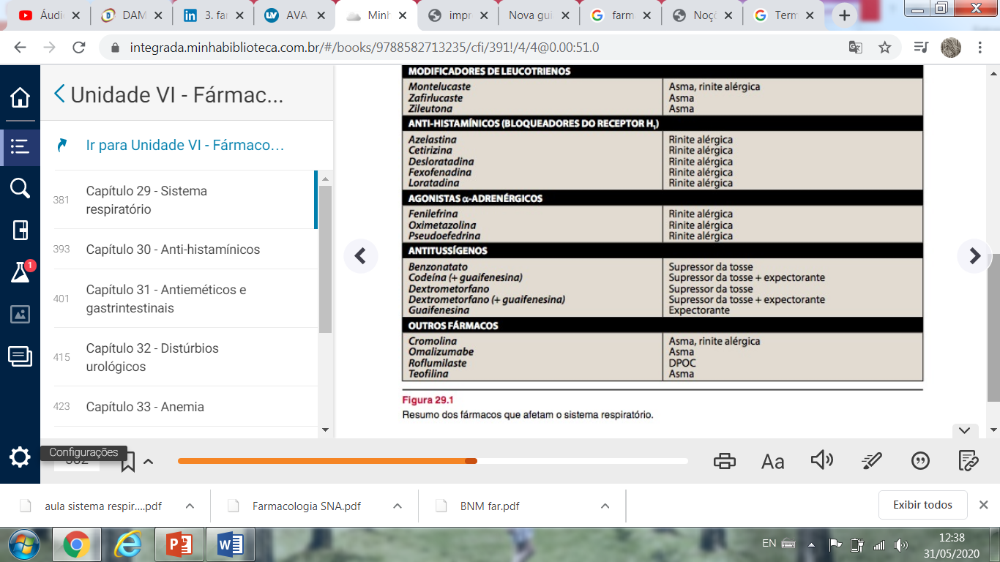 Áudi
DAM
3. far
AVA
Minh
impr
Nova gui
farm
Noçõ
Term
integrada.minhabiblioteca.com.br/#/books/9788582713235/cfi/391!/4/4@0.00:51.0
Unidade VI - Fármac...
Ir para Unidade VI - Fármaco…
381 Capítulo 29 - Sistema
respiratório
393 Capítulo 30 - Anti-histamínicos
401 Capítulo 31 - Antieméticos e
gastrintestinais
415 Capítulo 32 - Distúrbios
urológicos
423 Capítulo 33 - Anemia
1
Configurações
MODIFICADORES DE LEUCOTRIENOS
Montelucaste Asma, rinite alérgica
Zafirlucaste Asma
Zileutona Asma
ANTI-HISTAMÍNICOS (BLOQUEADORES DO RECEPTOR H₁)
Azelastina Rinite alérgica
Cetirizina Rinite alérgica
Desloratadina Rinite alérgica
Fexofenadina Rinite alérgica
Loratadina Rinite alérgica
AGONISTAS α-ADRENÉRGICOS
Fenilefrina Rinite alérgica
Oximetazolina Rinite alérgica
Pseudoefedrina Rinite alérgica
ANTITUSSÍGENOS
Benzonatato Supressor da tosse
Codeína (+ guaifenesina) Supressor da tosse + expectorante
Dextrometorfano Supressor da tosse
Dextrometorfano (+ guaifenesina) Supressor da tosse + expectorante
Guaifenesina Expectorante
OUTROS FÁRMACOS
Cromolina Asma, rinite alérgica
Omalizumabe Asma
Roflumilaste DPOC
Teofilina Asma
Figura 29.1
Resumo dos fármacos que afetam o sistema respiratório.
Aa
aula sistema respir....pdf
Farmacologia SNA.pdf
BNM far.pdf
Exibir todos
EN
12:38
31/05/2020